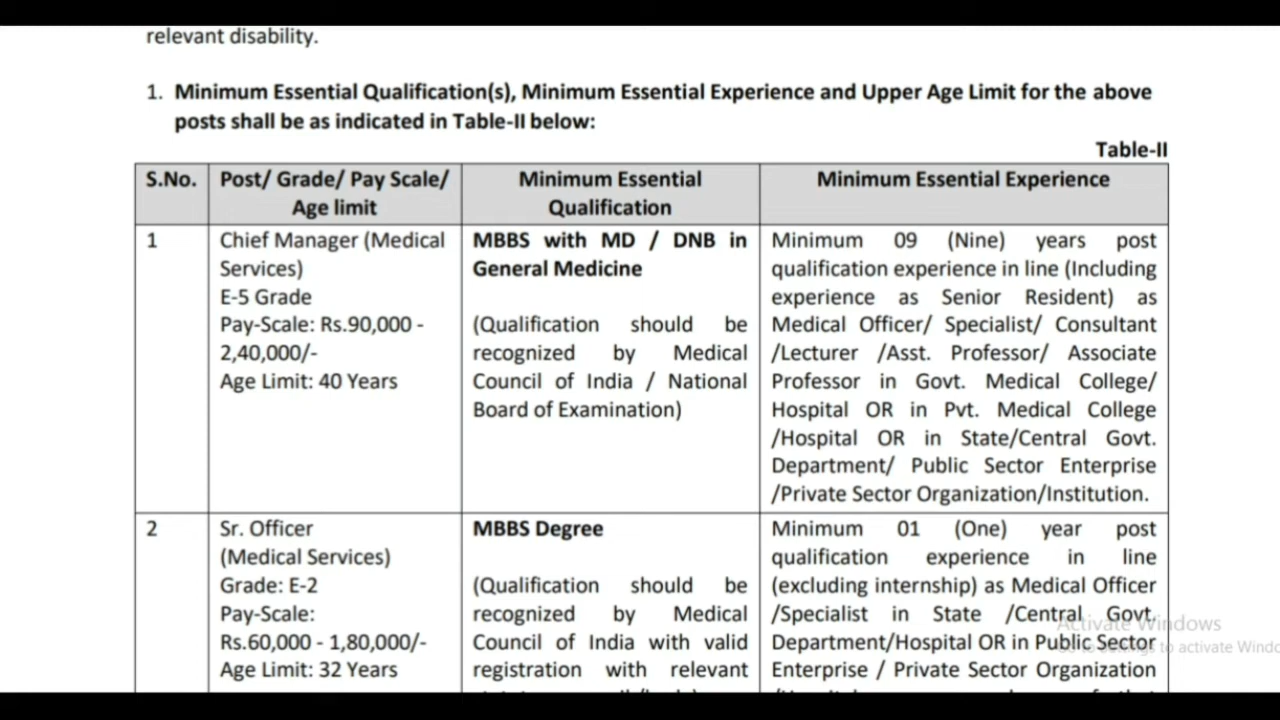 relevant disability.
1. Minimum Essential Qualification(s), Minimum Essential Experience and Upper Age Limit for the above
posts shall be as indicated in Table-II below:
Table-II
S.No.
Post/ Grade/ Pay Scale/
Age limit
Minimum Essential
Qualification
Minimum Essential Experience
1
Chief Manager (Medical
Services)
E-5 Grade
Pay-Scale: Rs.90,000 -
2,40,000/-
Age Limit: 40 Years
MBBS with MD / DNB in
General Medicine
(Qualification should be
recognized by Medical
Council of India / National
Board of Examination)
Minimum 09 (Nine) years post
qualification experience in line (Including
experience as Senior Resident) as
Medical Officer/ Specialist/ Consultant
/Lecturer /Asst. Professor/ Associate
Professor in Govt. Medical College/
Hospital OR in Pvt. Medical College
/Hospital OR in State/Central Govt.
Department/ Public Sector Enterprise
/Private Sector Organization/Institution.
2
Sr. Officer
(Medical Services)
Grade: E-2
Pay-Scale:
Rs.60,000 - 1,80,000/-
Age Limit: 32 Years
MBBS Degree
(Qualification should be
recognized by Medical
Council of India with valid
registration with relevant
Minimum 01 (One) year post
qualification experience in line
(excluding internship) as Medical Officer
/Specialist in State /Central Govt.
Department/Hospital OR in Public Sector
Enterprise / Private Sector Organization
Activate Windows
Go to Settings to activate Windo